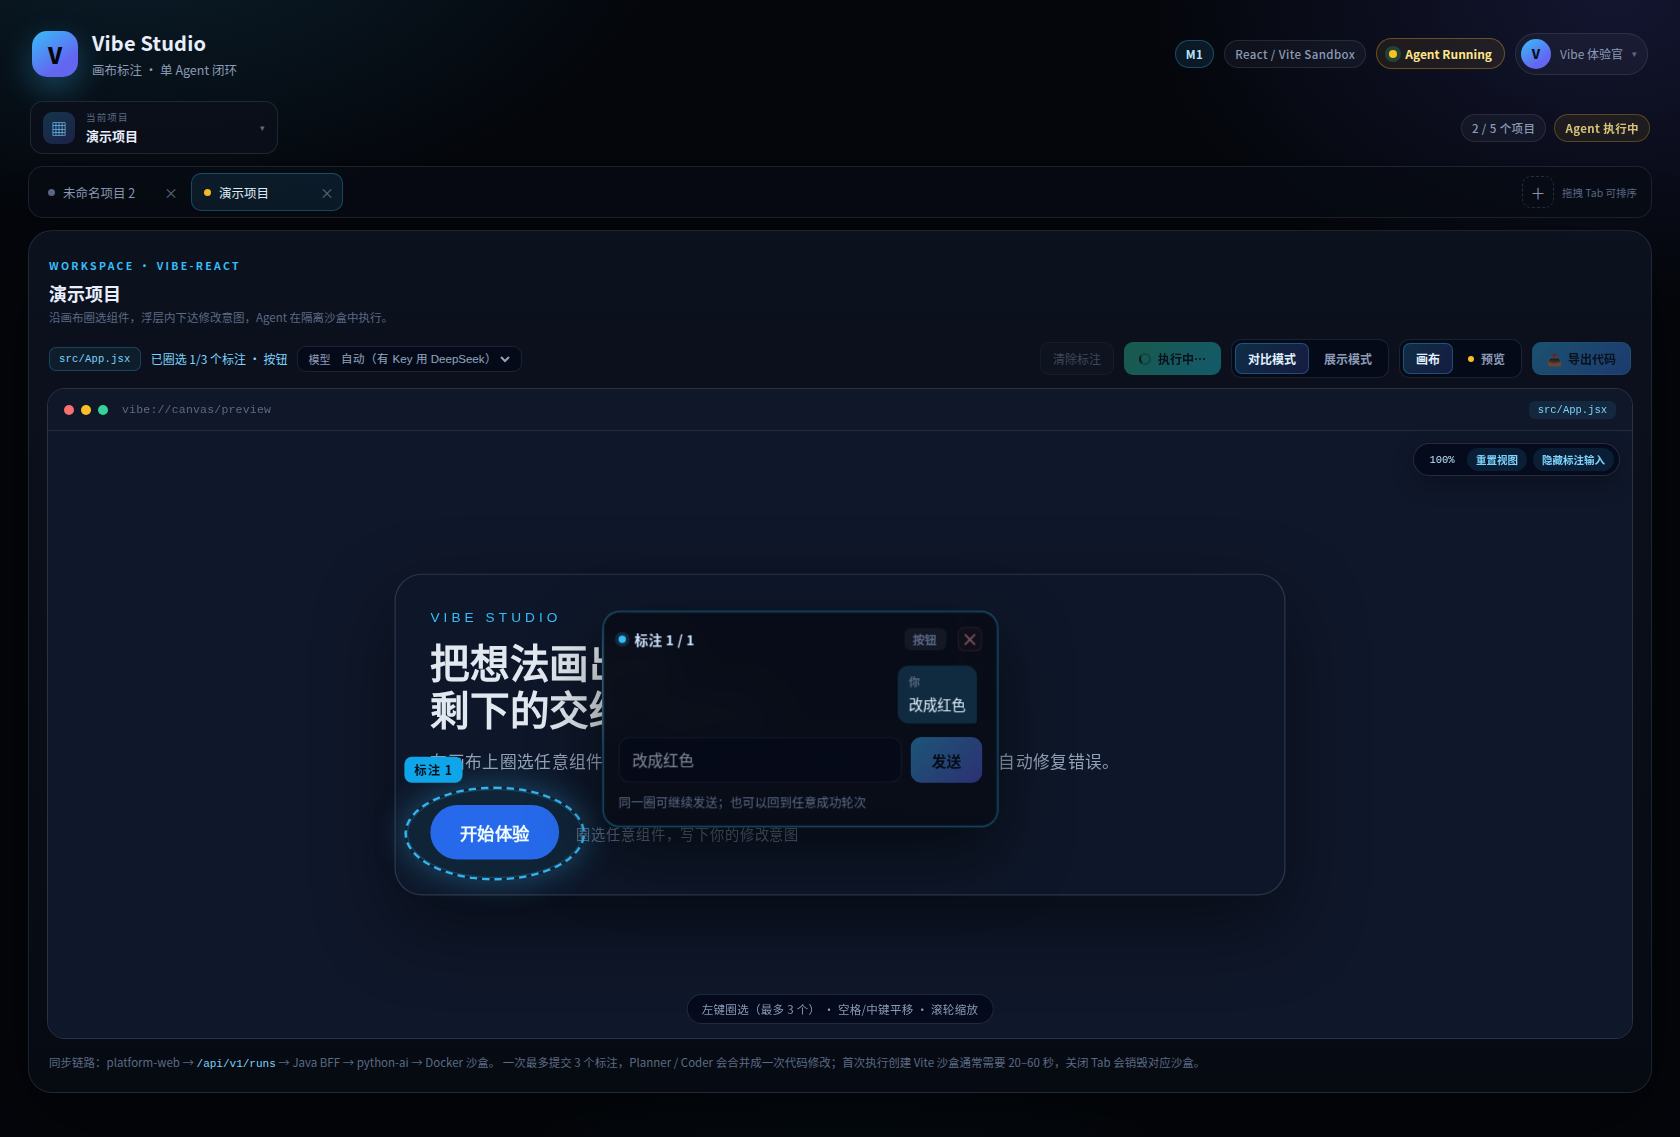 V
Vibe Studio
画布标注 · 单 Agent 闭环
M1
React / Vite Sandbox
Agent Running
V
Vibe 体验官
当前项目
演示项目
2 / 5 个项目
Agent 执行中
未命名项目 2
演示项目
拖拽 Tab 可排序
WORKSPACE · VIBE-REACT
演示项目
沿画布圈选组件，浮层内下达修改意图，Agent 在隔离沙盒中执行。
src/App.jsx
已圈选 1/3 个标注 · 按钮
模型 自动（有 Key 用 DeepSeek）
清除标注
执行中…
对比模式
展示模式
画布
预览
导出代码
vibe://canvas/preview
src/App.jsx
100%
重置视图
隐藏标注输入
VIBE STUDIO
标注 1 / 1
按钮
把想法画
你
改成红色
剩下的交
改成红色
发送
布上圈选任意组件
自动修复错误。
标注 1
同一圈可继续发送；也可以回到任意成功轮次
开始体验
圈选任意组件，写下你的修改意图
左键圈选（最多 3 个） · 空格/中键平移 · 滚轮缩放
同步链路：platform-web → /api/v1/runs → Java BFF → python-ai → Docker 沙盒。 一次最多提交 3 个标注，Planner / Coder 会合并成一次代码修改；首次执行创建 Vite 沙盒通常需要 20–60 秒，关闭 Tab 会销毁对应沙盒。